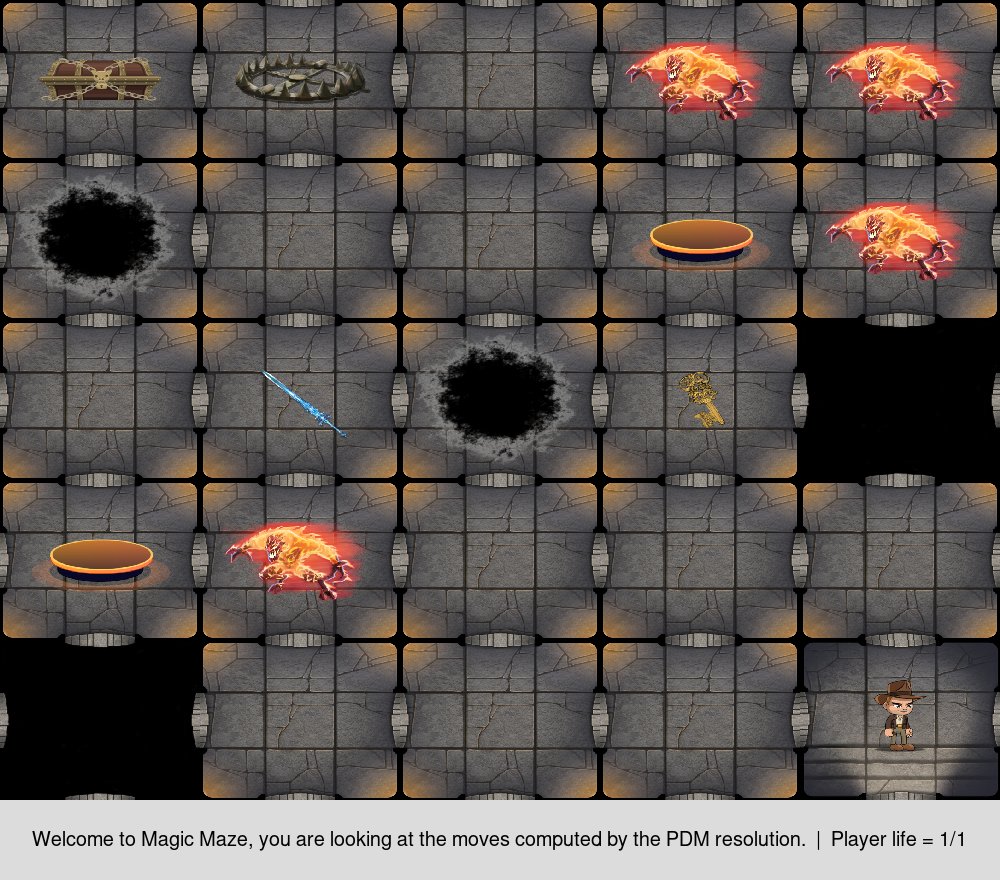 Welcome to Magic Maze, you are looking at the moves computed by the PDM resolution.  |  Player life = 1/1